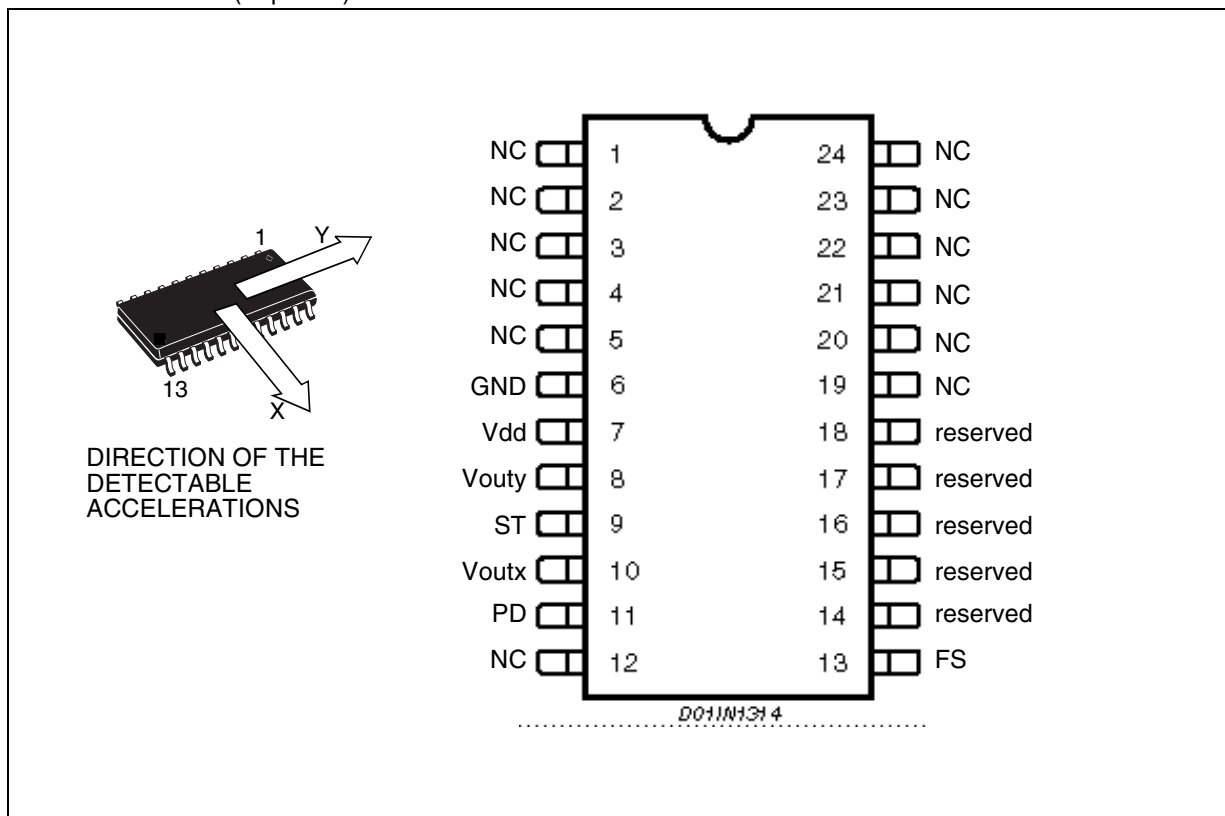 NC 1 24 NC
NC 2 23 NC
NC 3 22 NC
NC 4 21 NC
NC 5 20 NC
GND 6 19 NC
Vdd 7 18 reserved
Vouty 8 17 reserved
ST 9 16 reserved
Voutx 10 15 reserved
PD 11 14 reserved
NC 12 13 FS
D01IN1314
1
Y
13
X
DIRECTION OF THE
DETECTABLE
ACCELERATIONS